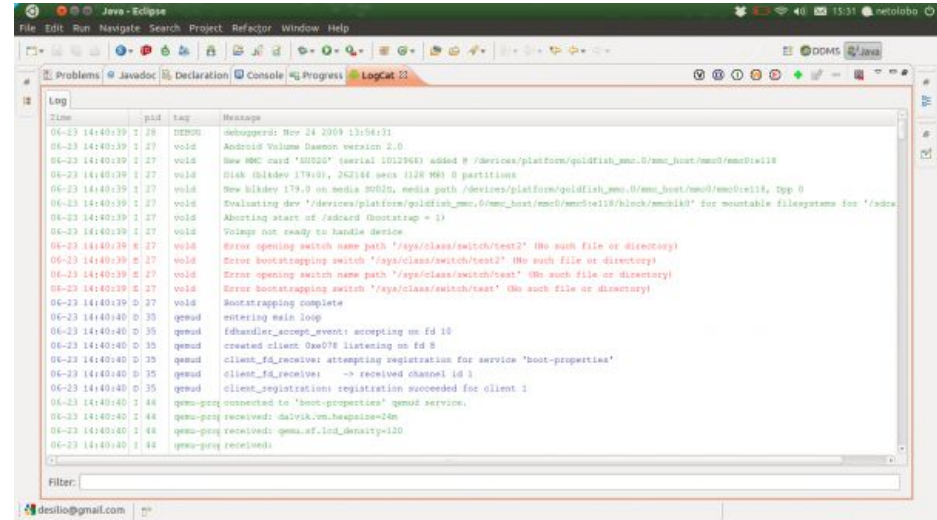 Java - Eclipse
15:31 netolobo
File Edit Run Navigate Search Project Refactor Window Help
DDMS Java
Problems @ Javadoc Declaration Console Progress LogCat
Log
Time pid tag Message
06-23 14:40:39 I 28 DEBUG debuggerd: Nov 24 2009 13:54:31
06-23 14:40:39 I 27 vold Android Volume Daemon version 2.0
06-23 14:40:39 I 27 vold New MMC card 'SU02G' (serial 1012966) added @ /devices/platform/goldfish_mmc.0/mmc_host/mmc0/mmc0:e118
06-23 14:40:39 I 27 vold Disk (blkdev 179:0), 262144 secs (128 MB) 0 partitions
06-23 14:40:39 I 27 vold New blkdev 179.0 on media SU02G, media path /devices/platform/goldfish_mmc.0/mmc_host/mmc0/mmc0:e118, Dpp 0
06-23 14:40:39 I 27 vold Evaluating dev '/devices/platform/goldfish_mmc.0/mmc_host/mmc0/mmc0:e118/block/mmcblk0' for mountable filesystems for '/sdca
06-23 14:40:39 I 27 vold Aborting start of /sdcard (bootstrap = 1)
06-23 14:40:39 I 27 vold Volmgr not ready to handle device
06-23 14:40:39 E 27 vold Error opening switch name path '/sys/class/switch/test2' (No such file or directory)
06-23 14:40:39 E 27 vold Error bootstrapping switch '/sys/class/switch/test2' (No such file or directory)
06-23 14:40:39 E 27 vold Error opening switch name path '/sys/class/switch/test' (No such file or directory)
06-23 14:40:39 E 27 vold Error bootstrapping switch '/sys/class/switch/test' (No such file or directory)
06-23 14:40:39 D 27 vold Bootstrapping complete
06-23 14:40:40 D 35 qemud entering main loop
06-23 14:40:40 D 35 qemud fdhandler_accept_event: accepting on fd 10
06-23 14:40:40 D 35 qemud created client 0xe078 listening on fd 8
06-23 14:40:40 D 35 qemud client_fd_receive: attempting registration for service 'boot-properties'
06-23 14:40:40 D 35 qemud client_fd_receive: -> received channel id 1
06-23 14:40:40 D 35 qemud client_registration: registration succeeded for client 1
06-23 14:40:40 I 44 qemu-prop connected to 'boot-properties' qemud service.
06-23 14:40:40 I 44 qemu-prop received: dalvik.vm.heapsize=24m
06-23 14:40:40 I 44 qemu-prop received: qemu.sf.lcd_density=120
06-23 14:40:40 I 44 qemu-prop received:
Filter:
desilio@gmail.com